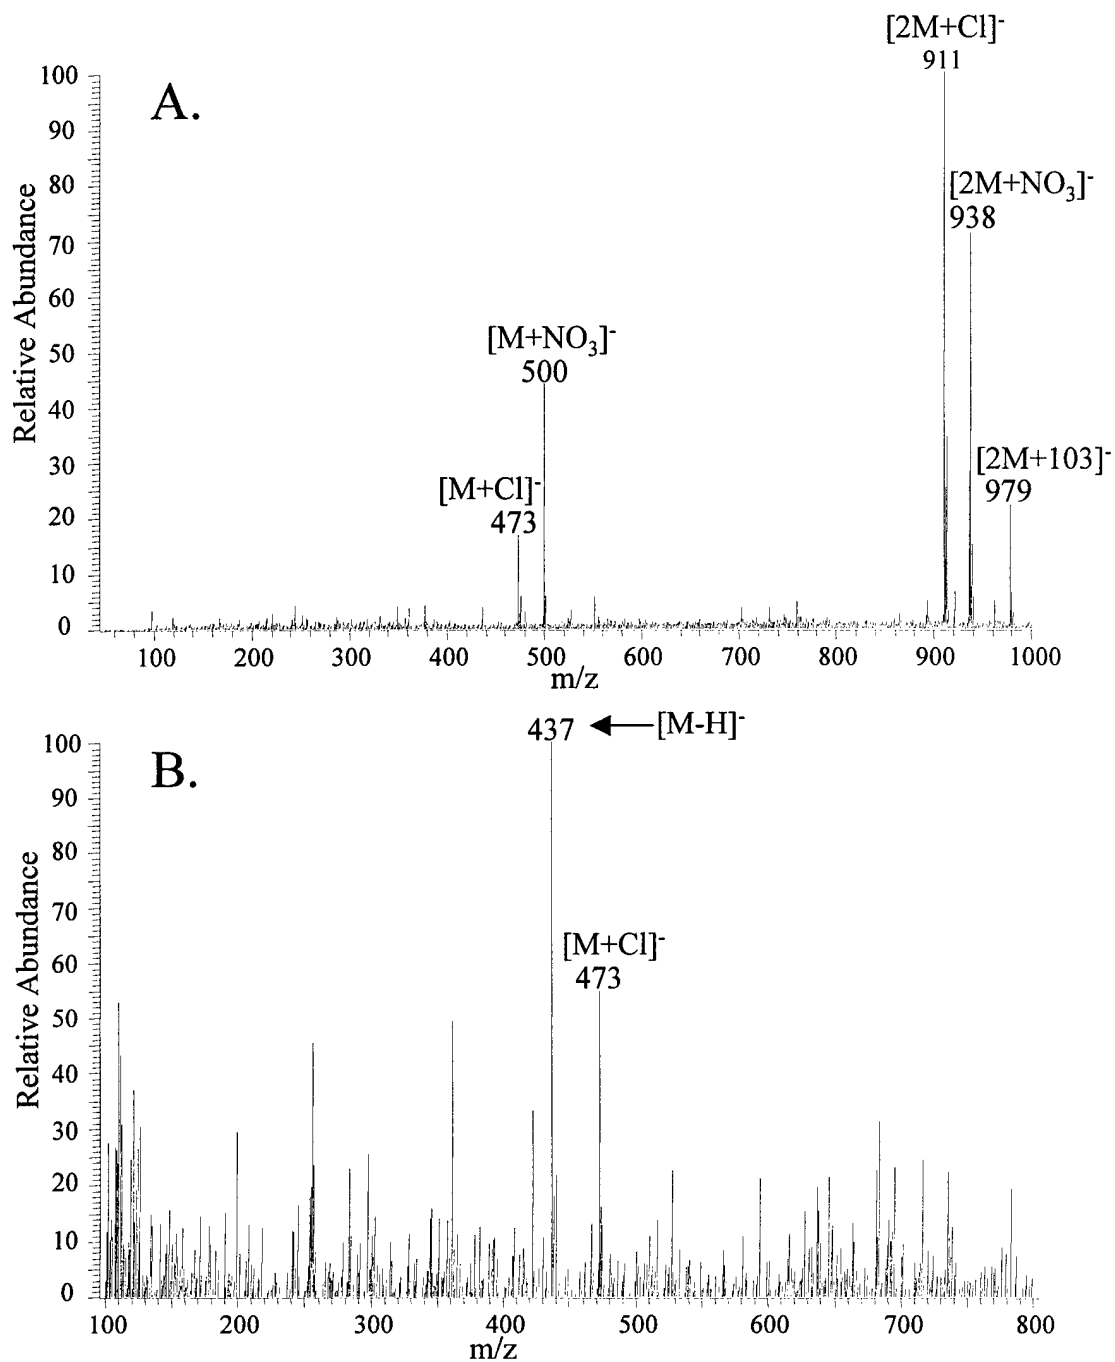 [2M+Cl]-
911
100
A.
90
[2M+NO3]-
80
938
70
60
[M+NO3]-
50
500
40
[2M+103]-
30
[M+Cl]-
979
473
20
10
0
Relative Abundance
100 200 300 400 500 600 700 800 900 1000
m/z
437 [M-H]-
100
B.
90
80
70
[M+Cl]-
60
473
50
40
30
20
10
0
Relative Abundance
100 200 300 400 500 600 700 800
m/z